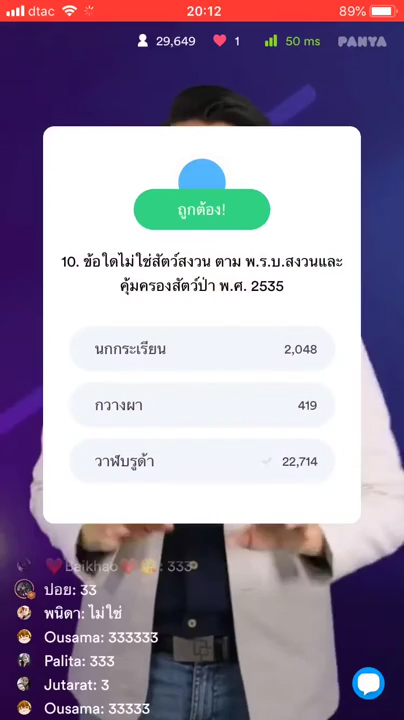 dtac 20:12 89%
29,649 1 50 ms PANYA
ถูกต้อง!
10. ข้อใดไม่ใช่สัตว์สงวน ตาม พ.ร.บ.สงวนและ
คุ้มครองสัตว์ป่า พ.ศ. 2535
นกกระเรียน 2,048
กวางผา 419
วาฬบรูด้า 22,714
Baikhao : 333
ปอย: 33
พนิดา: ไม่ใช่
Ousama: 333333
Palita: 333
Jutarat: 3
Ousama: 33333